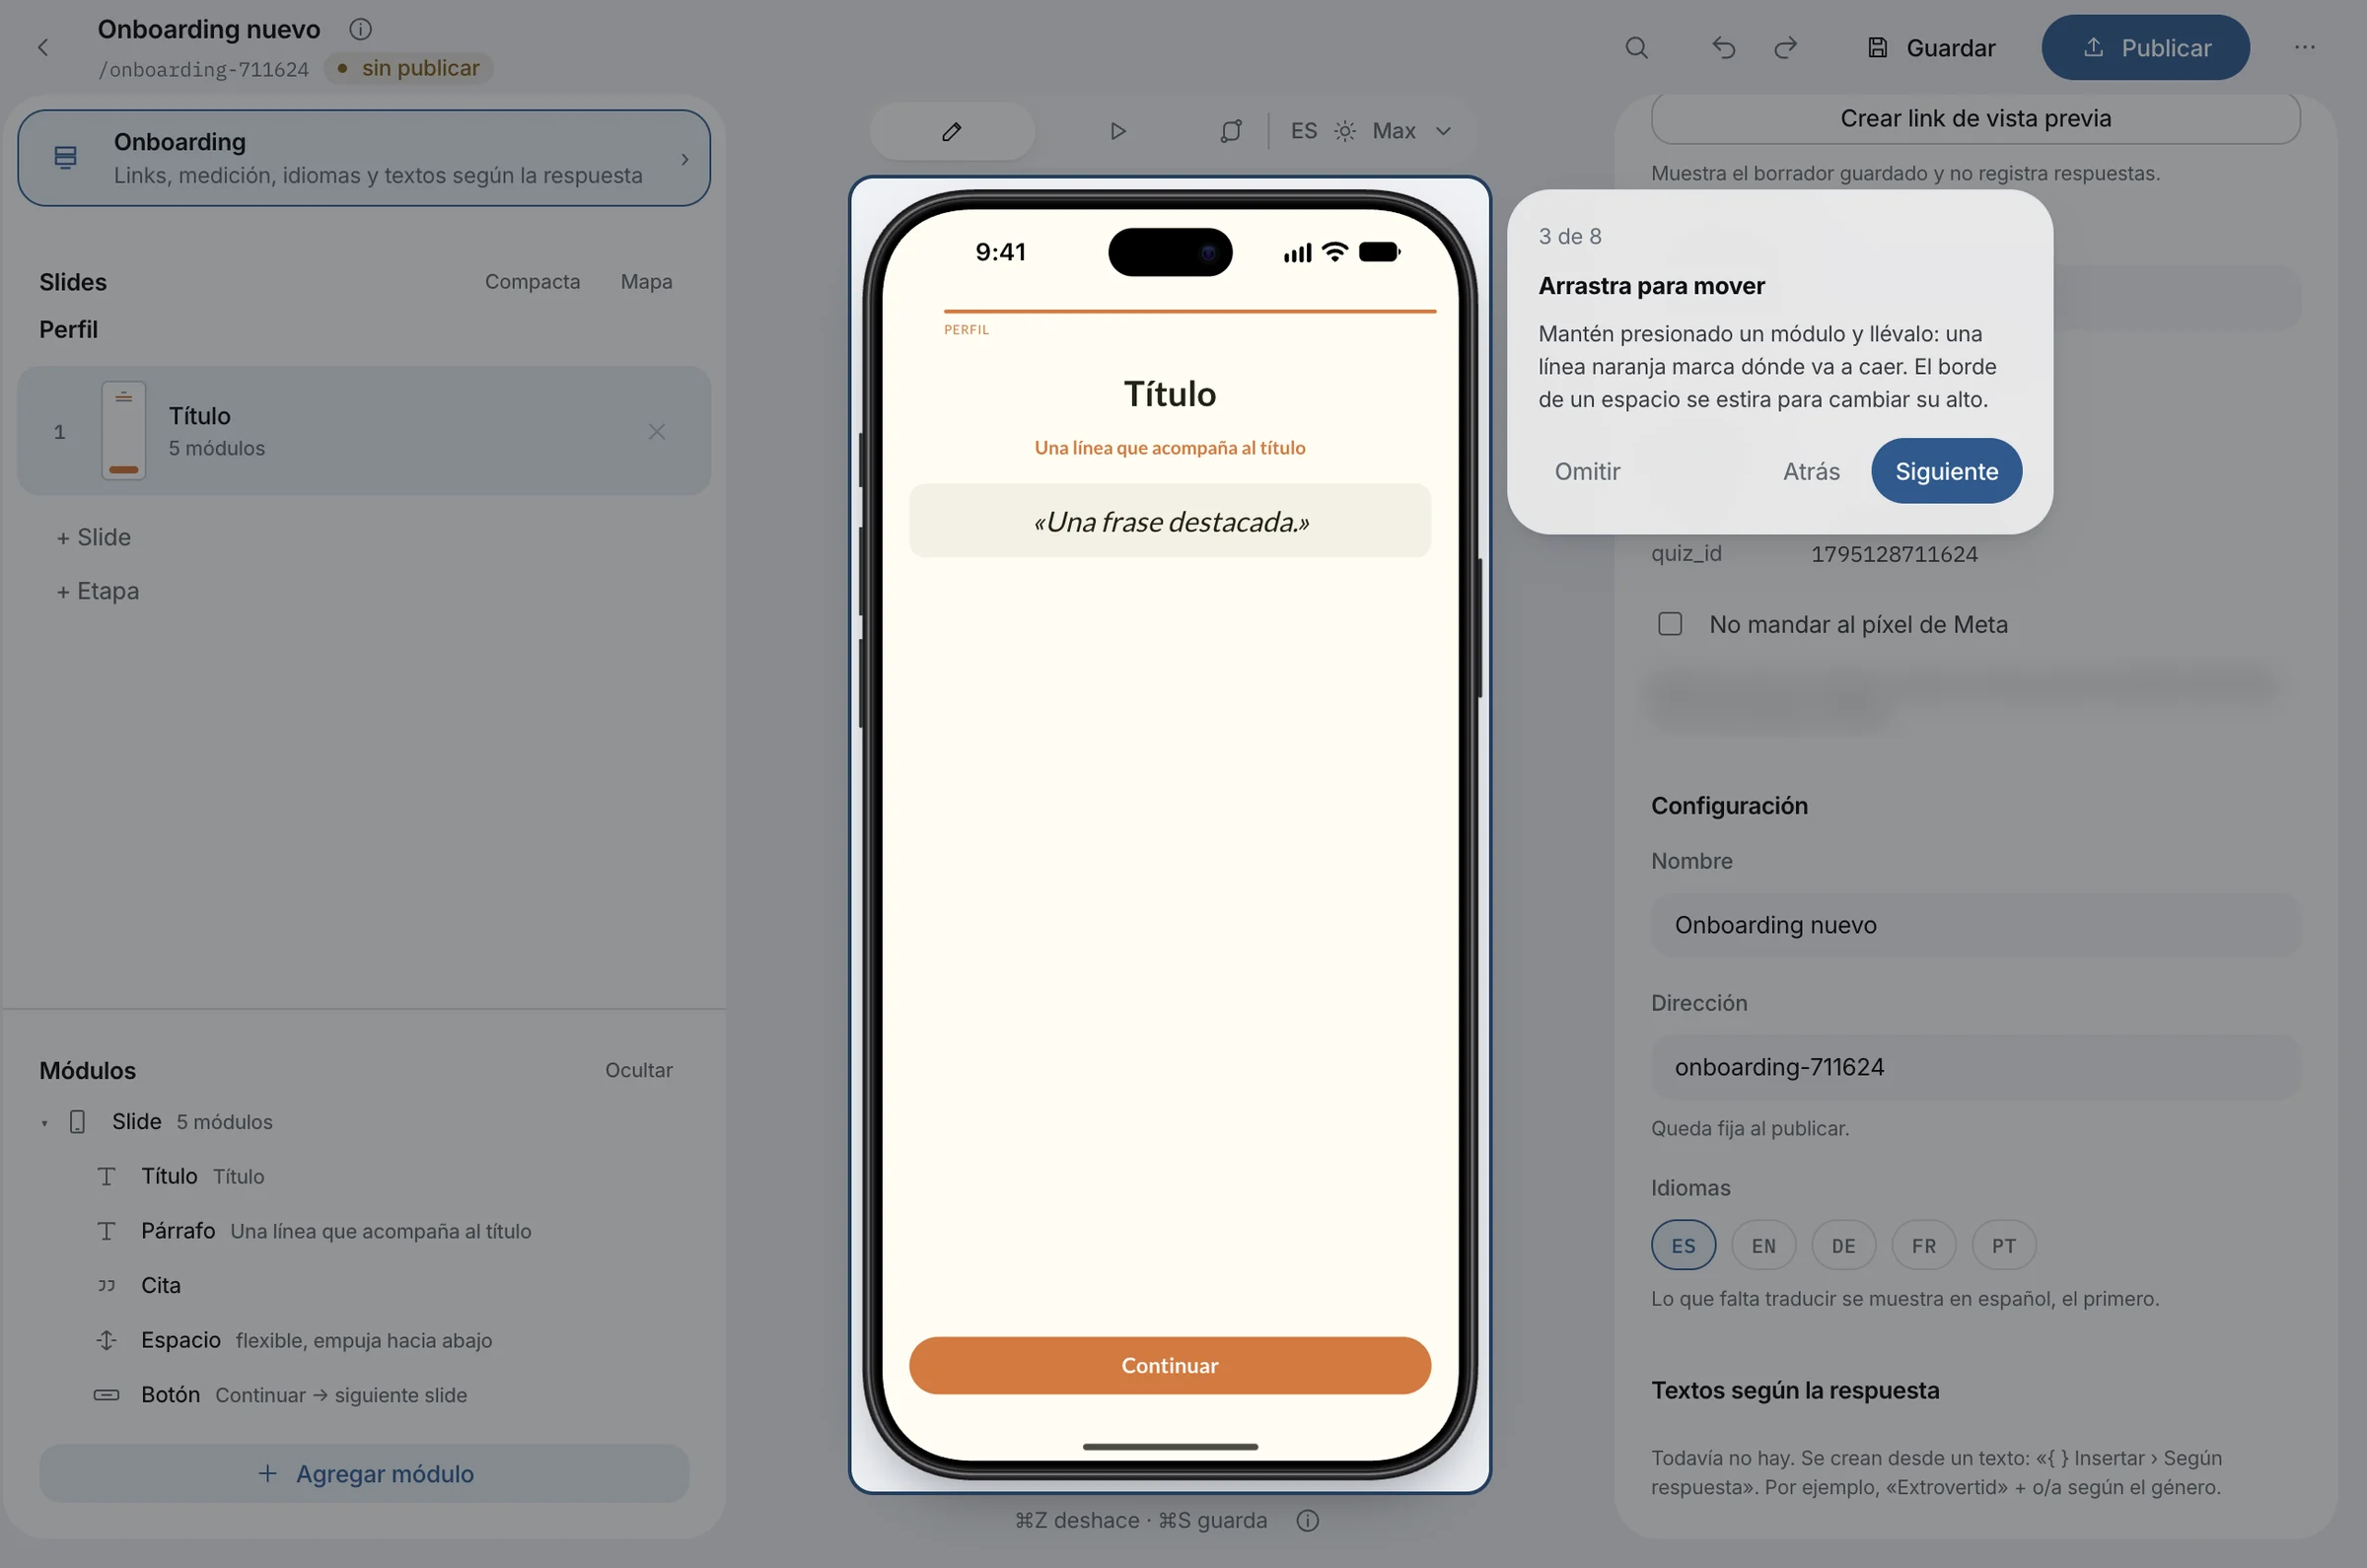 Onboarding nuevo
/onboarding-711624
sin publicar
Guardar
Publicar
Onboarding
Links, medición, idiomas y textos según la respuesta
Slides
Compacta
Mapa
Perfil
1
Título
5 módulos
+ Slide
+ Etapa
Módulos
Ocultar
Slide 5 módulos
Título Título
Párrafo Una línea que acompaña al título
Cita
Espacio flexible, empuja hacia abajo
Botón Continuar → siguiente slide
+ Agregar módulo
ES
Max
9:41
PERFIL
Título
Una línea que acompaña al título
«Una frase destacada.»
Continuar
⌘Z deshace · ⌘S guarda
Crear link de vista previa
Muestra el borrador guardado y no registra respuestas.
3 de 8
Arrastra para mover
Mantén presionado un módulo y llévalo: una
línea naranja marca dónde va a caer. El borde
de un espacio se estira para cambiar su alto.
Omitir
Atrás
Siguiente
quiz_id 1795128711624
No mandar al píxel de Meta
Configuración
Nombre
Onboarding nuevo
Dirección
onboarding-711624
Queda fija al publicar.
Idiomas
ES EN DE FR PT
Lo que falta traducir se muestra en español, el primero.
Textos según la respuesta
Todavía no hay. Se crean desde un texto: «{ } Insertar › Según
respuesta». Por ejemplo, «Extrovertid» + o/a según el género.